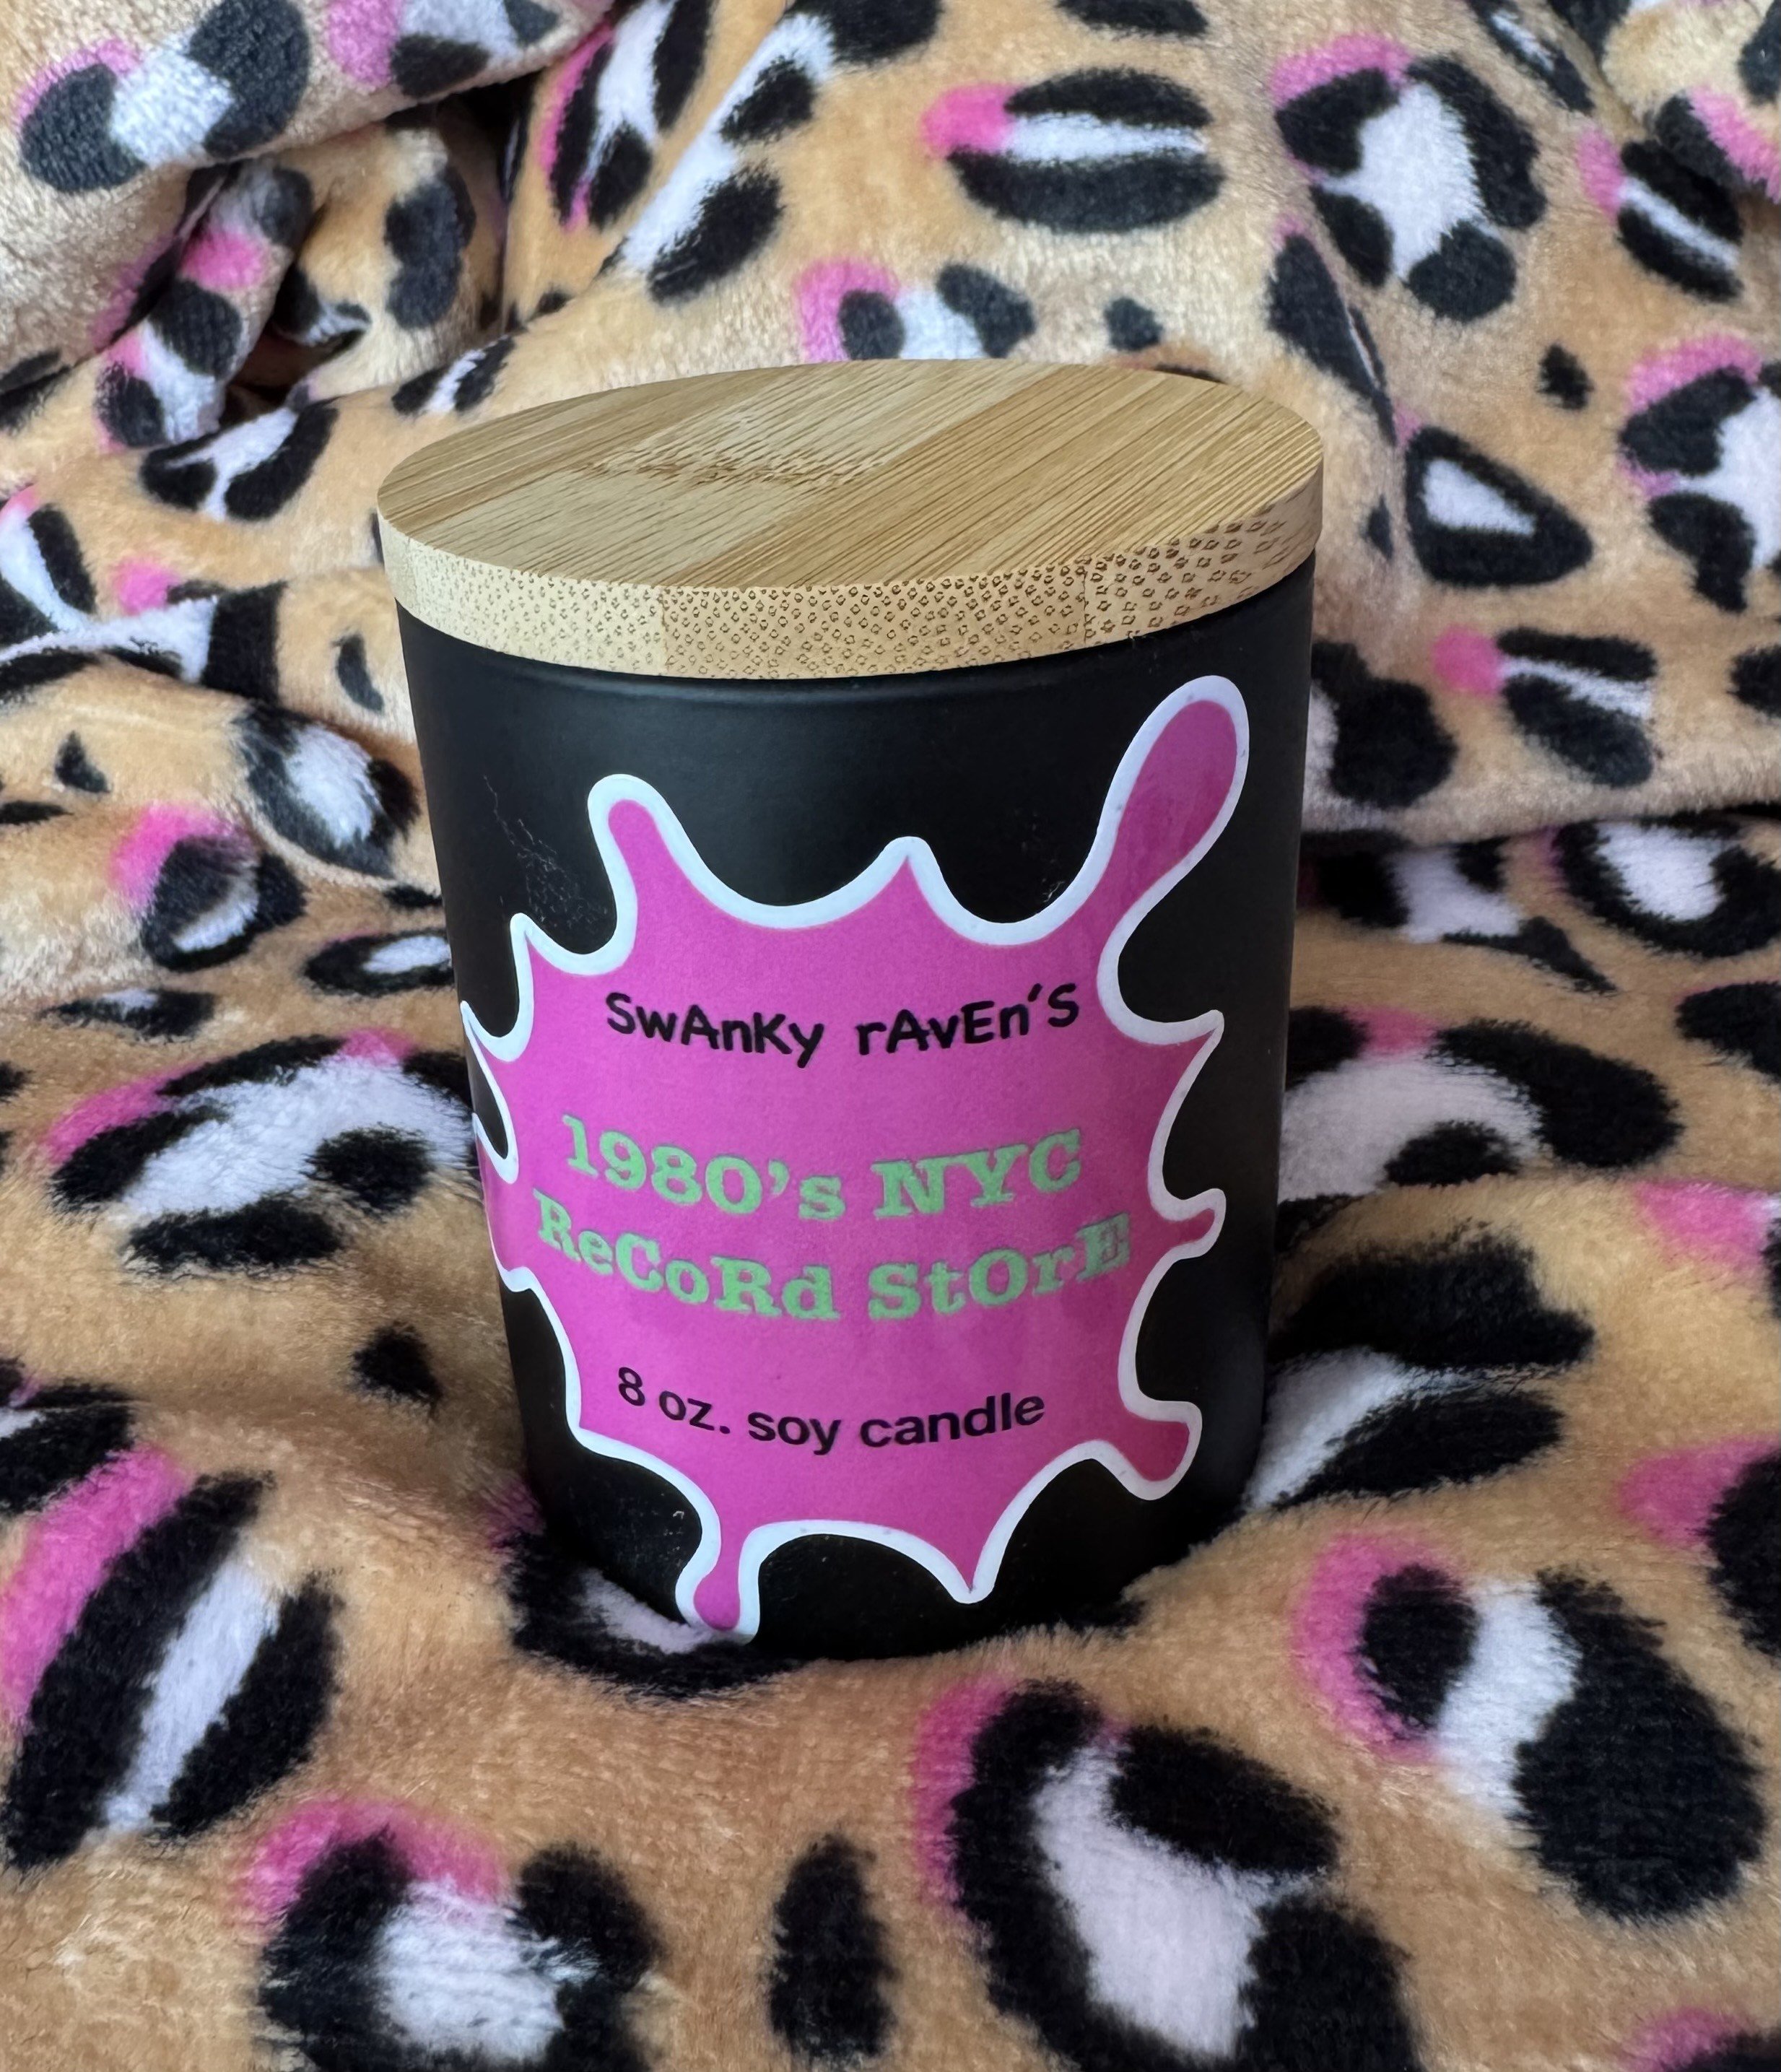 SwAnKy rAvEn'S
1980's NYC
ReCoRd StOrE
8 oz. soy candle